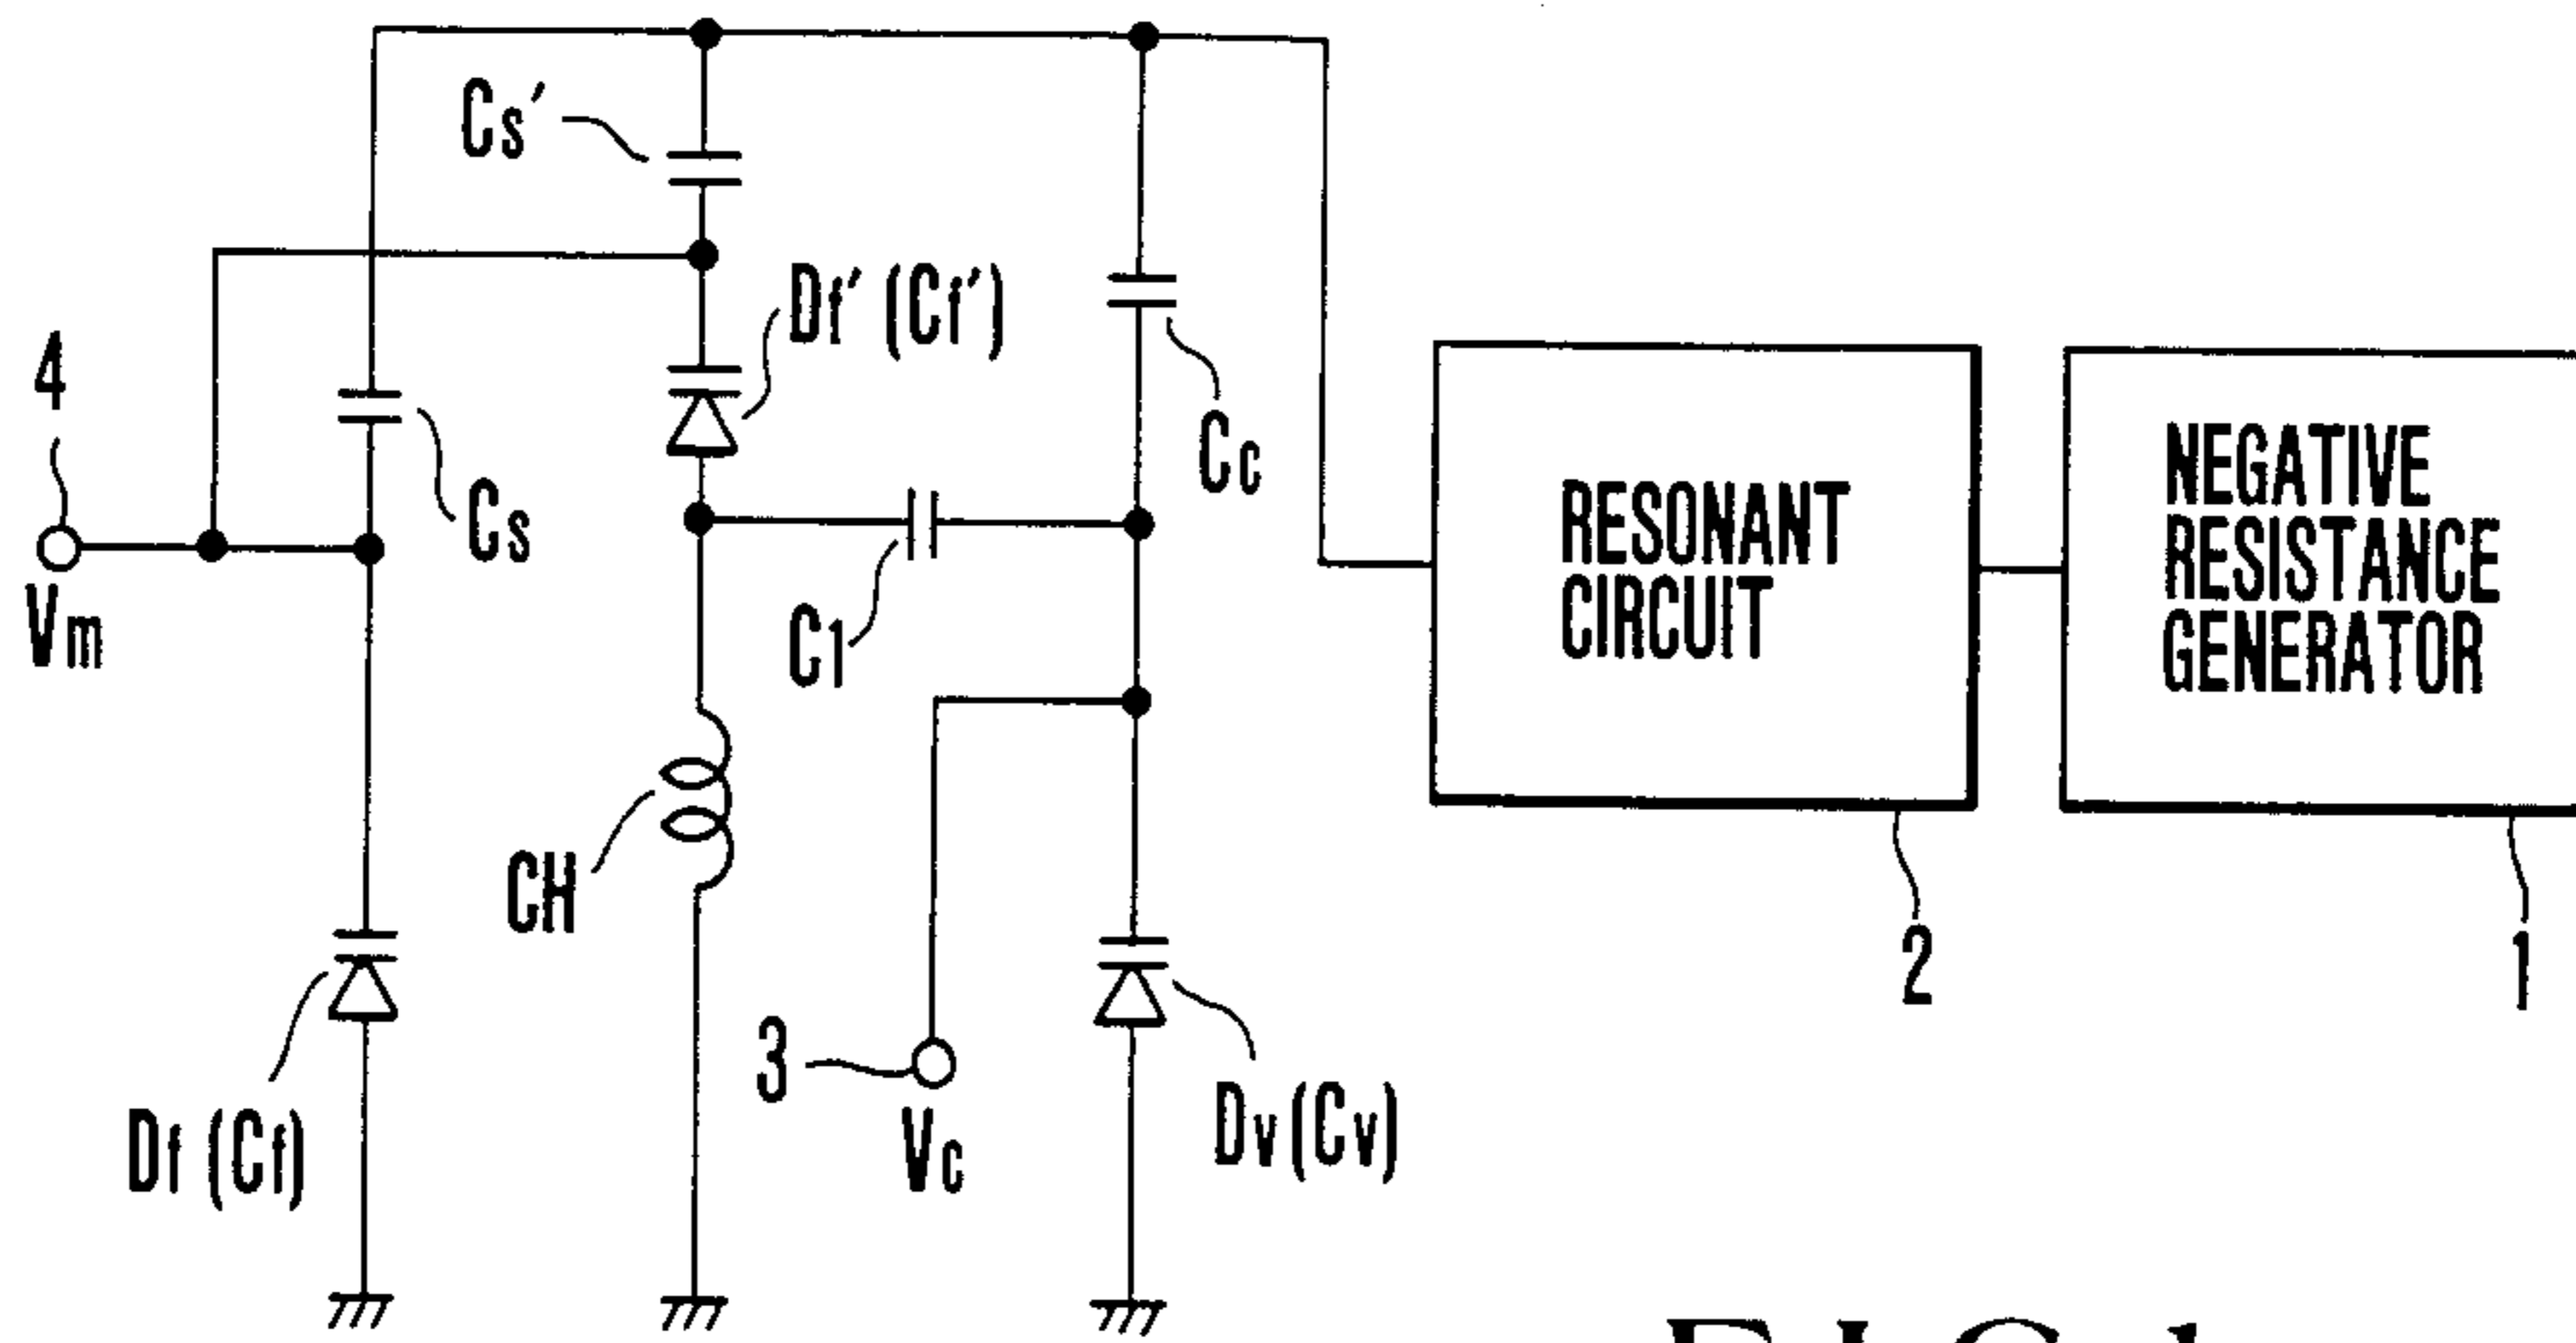 Cs'
Df' (Cf')
4
Cc
Cs
Vm
C1
RESONANT
CIRCUIT
NEGATIVE
RESISTANCE
GENERATOR
CH
2
1
3
Df (Cf)
Vc
Dv (Cv)